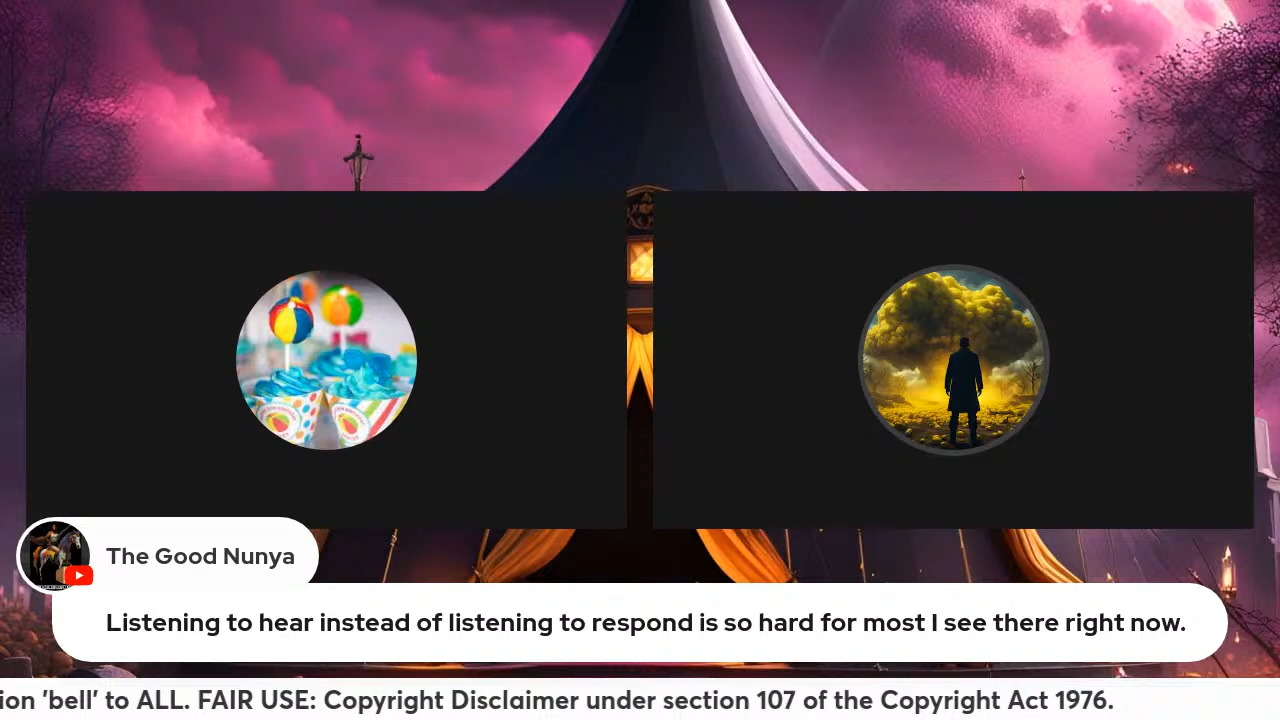 The Good Nunya
Listening to hear instead of listening to respond is so hard for most I see there right now.
ion 'bell' to ALL. FAIR USE: Copyright Disclaimer under section 107 of the Copyright Act 1976.